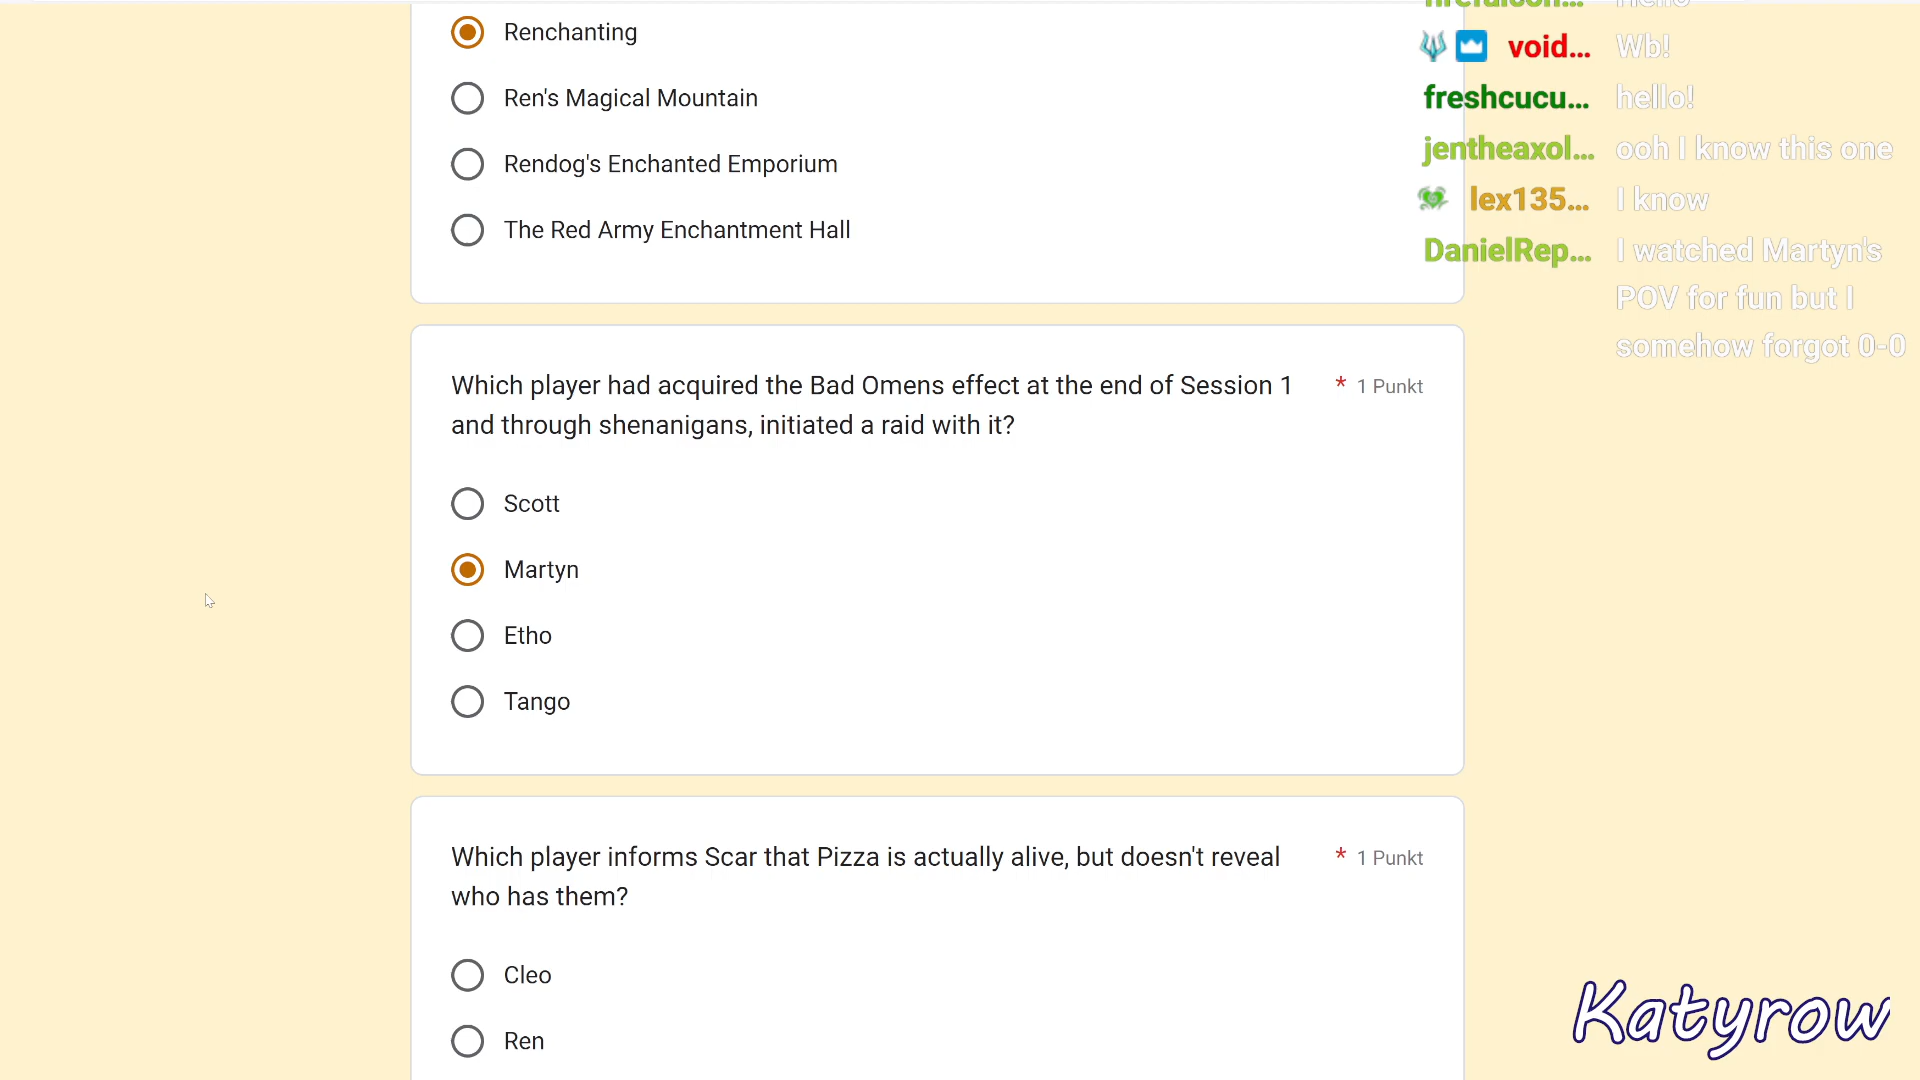 Renchanting
Ren's Magical Mountain
Rendog's Enchanted Emporium
The Red Army Enchantment Hall
Which player had acquired the Bad Omens effect at the end of Session 1 * 1 Punkt
and through shenanigans, initiated a raid with it?
Scott
Martyn
Etho
Tango
Which player informs Scar that Pizza is actually alive, but doesn't reveal * 1 Punkt
who has them?
Cleo
Ren
hello
void... Wb!
freshcucu... hello!
jentheaxol... ooh I know this one
lex135... I know
DanielRep... I watched Martyn's
POV for fun but I
somehow forgot 0-0
Katyrow